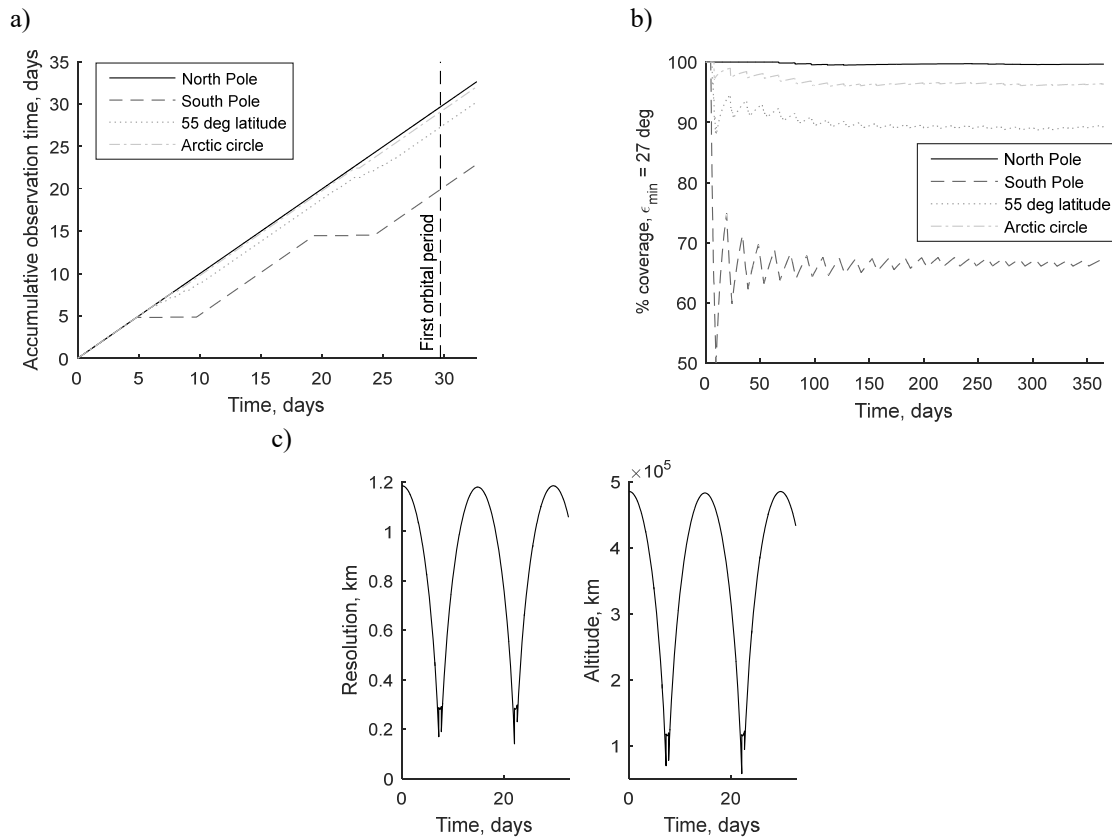 a)
Accumulative observation time, days
35
30
25
20
15
10
5
0
North Pole
South Pole
55 deg latitude
Arctic circle
First orbital period
0 5 10 15 20 25 30
Time, days
b)
% coverage, ϵmin = 27 deg
100
90
80
70
60
50
North Pole
South Pole
55 deg latitude
Arctic circle
0 50 100 150 200 250 300 350
Time, days
c)
Resolution, km
1.2
1
0.8
0.6
0.4
0.2
0
0 20
Time, days
Altitude, km
×10⁵
5
4
3
2
1
0 20
Time, days